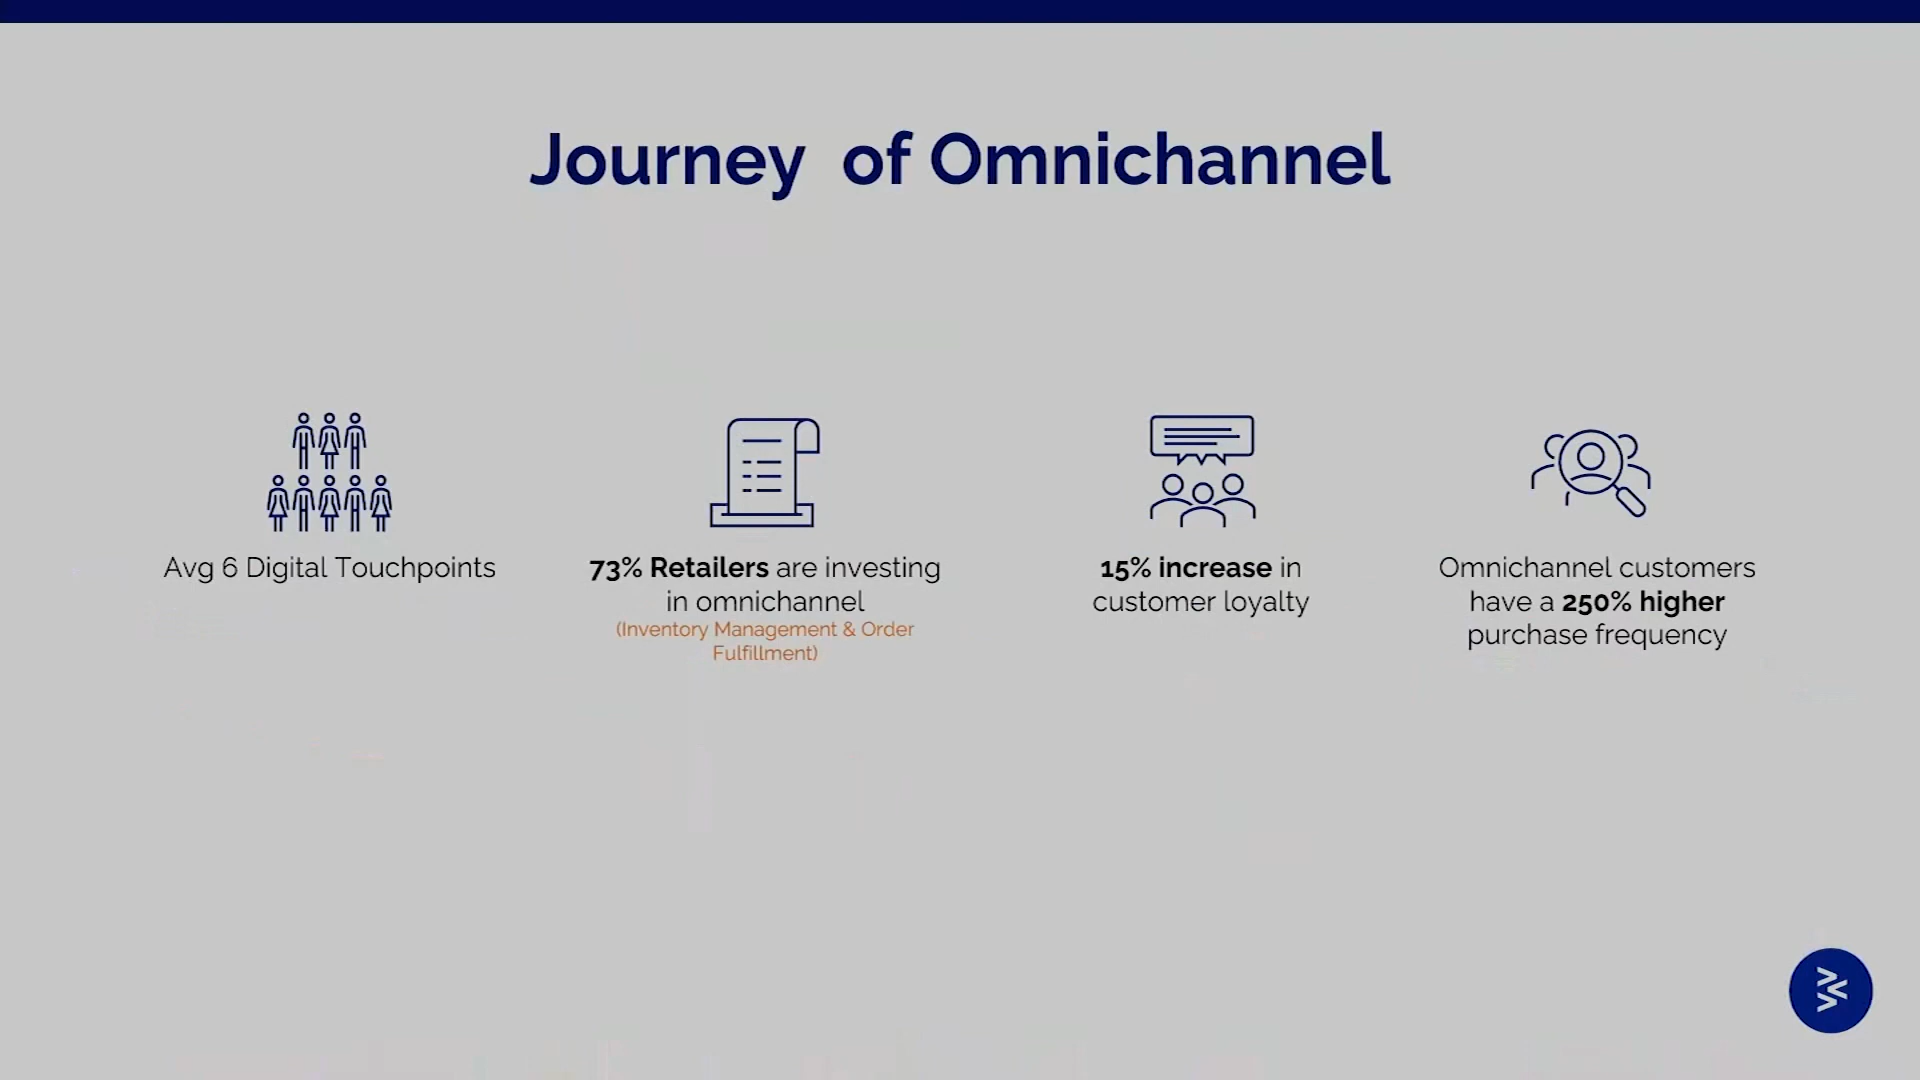 Journey of Omnichannel
Avg 6 Digital Touchpoints
73% Retailers are investing
in omnichannel
(Inventory Management & Order
Fulfillment)
15% increase in
customer loyalty
Omnichannel customers
have a 250% higher
purchase frequency